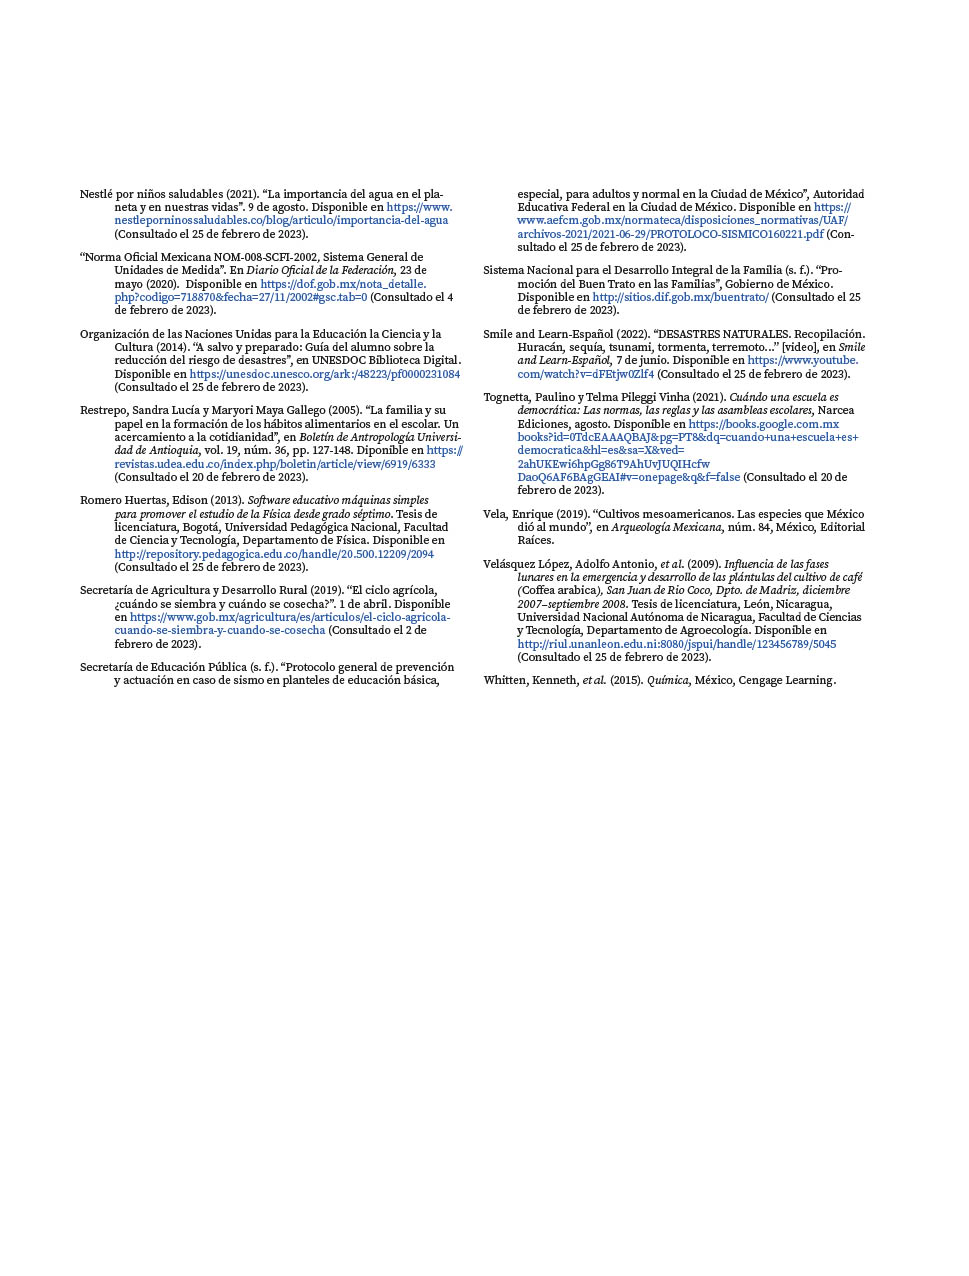 Nestlé por niños saludables (2021). “La importancia del agua en el pla-
neta y en nuestras vidas”. 9 de agosto. Disponible en https://www.
nestleporninossaludables.co/blog/articulo/importancia-del-agua
(Consultado el 25 de febrero de 2023).
“Norma Oficial Mexicana NOM-008-SCFI-2002, Sistema General de
Unidades de Medida”. En Diario Oficial de la Federación, 23 de
mayo (2020). Disponible en https://dof.gob.mx/nota_detalle.
php?codigo=718870&fecha=27/11/2002#gsc.tab=0 (Consultado el 4
de febrero de 2023).
Organización de las Naciones Unidas para la Educación la Ciencia y la
Cultura (2014). “A salvo y preparado: Guía del alumno sobre la
reducción del riesgo de desastres”, en UNESDOC Biblioteca Digital.
Disponible en https://unesdoc.unesco.org/ark:/48223/pf0000231084
(Consultado el 25 de febrero de 2023).
Restrepo, Sandra Lucía y Maryori Maya Gallego (2005). “La familia y su
papel en la formación de los hábitos alimentarios en el escolar. Un
acercamiento a la cotidianidad”, en Boletín de Antropología Universi-
dad de Antioquia, vol. 19, núm. 36, pp. 127-148. Diponible en https://
revistas.udea.edu.co/index.php/boletin/article/view/6919/6333
(Consultado el 20 de febrero de 2023).
Romero Huertas, Edison (2013). Software educativo máquinas simples
para promover el estudio de la Física desde grado séptimo. Tesis de
licenciatura, Bogotá, Universidad Pedagógica Nacional, Facultad
de Ciencia y Tecnología, Departamento de Física. Disponible en
http://repository.pedagogica.edu.co/handle/20.500.12209/2094
(Consultado el 25 de febrero de 2023).
Secretaría de Agricultura y Desarrollo Rural (2019). “El ciclo agrícola,
¿cuándo se siembra y cuándo se cosecha?”. 1 de abril. Disponible
en https://www.gob.mx/agricultura/es/articulos/el-ciclo-agricola-
cuando-se-siembra-y-cuando-se-cosecha (Consultado el 2 de
febrero de 2023).
Secretaría de Educación Pública (s. f.). “Protocolo general de prevención
y actuación en caso de sismo en planteles de educación básica,
especial, para adultos y normal en la Ciudad de México”, Autoridad
Educativa Federal en la Ciudad de México. Disponible en https://
www.aefcm.gob.mx/normateca/disposiciones_normativas/UAF/
archivos-2021/2021-06-29/PROTOLOCO-SISMICO160221.pdf (Con-
sultado el 25 de febrero de 2023).
Sistema Nacional para el Desarrollo Integral de la Familia (s. f.). “Pro-
moción del Buen Trato en las Familias”, Gobierno de México.
Disponible en http://sitios.dif.gob.mx/buentrato/ (Consultado el 25
de febrero de 2023).
Smile and Learn-Español (2022). “DESASTRES NATURALES. Recopilación.
Huracán, sequía, tsunami, tormenta, terremoto...” [video], en Smile
and Learn-Español, 7 de junio. Disponible en https://www.youtube.
com/watch?v=dFEtjw0Zlf4 (Consultado el 25 de febrero de 2023).
Tognetta, Paulino y Telma Pileggi Vinha (2021). Cuándo una escuela es
democrática: Las normas, las reglas y las asambleas escolares, Narcea
Ediciones, agosto. Disponible en https://books.google.com.mx
books?id=0TdcEAAAQBAJ&pg=PT8&dq=cuando+una+escuela+es+
democratica&hl=es&sa=X&ved=
2ahUKEwi6hpGg86T9AhUvJUQIHcfw
DaoQ6AF6BAgGEAI#v=onepage&q&f=false (Consultado el 20 de
febrero de 2023).
Vela, Enrique (2019). “Cultivos mesoamericanos. Las especies que México
dió al mundo”, en Arqueología Mexicana, núm. 84, México, Editorial
Raíces.
Velásquez López, Adolfo Antonio, et al. (2009). Influencia de las fases
lunares en la emergencia y desarrollo de las plántulas del cultivo de café
(Coffea arabica), San Juan de Rio Coco, Dpto. de Madriz, diciembre
2007–septiembre 2008. Tesis de licenciatura, León, Nicaragua,
Universidad Nacional Autónoma de Nicaragua, Facultad de Ciencias
y Tecnología, Departamento de Agroecología. Disponible en
http://riul.unanleon.edu.ni:8080/jspui/handle/123456789/5045
(Consultado el 25 de febrero de 2023).
Whitten, Kenneth, et al. (2015). Química, México, Cengage Learning.